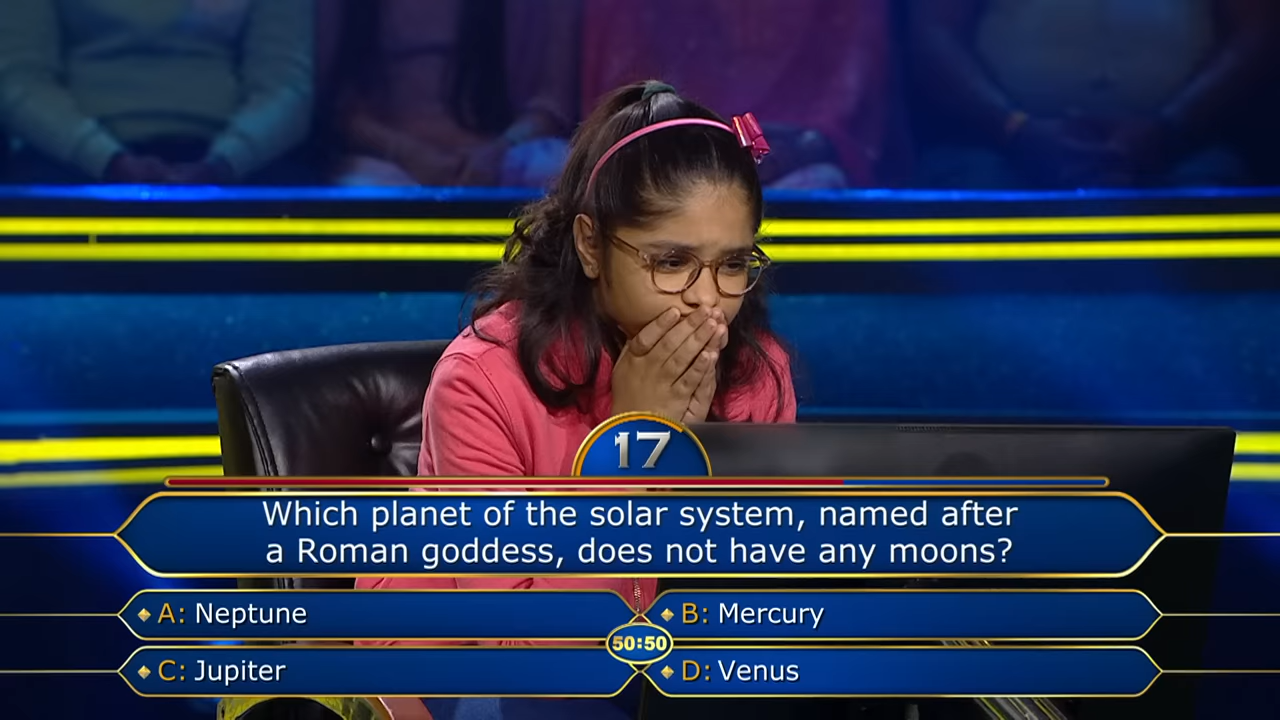 17
Which planet of the solar system, named after
a Roman goddess, does not have any moons?
A: Neptune
B: Mercury
50:50
C: Jupiter
D: Venus